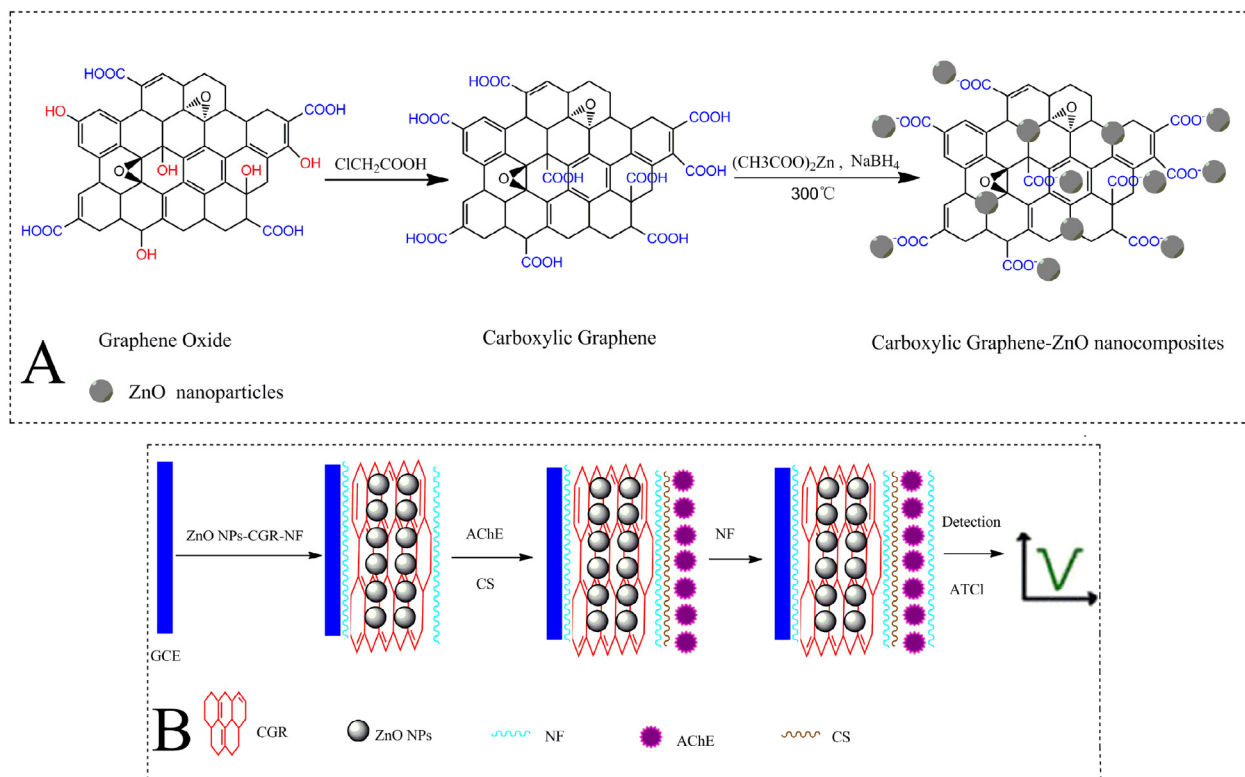 HOOC
COOH
HO
O
O
OH
OH
OH
HOOC
COOH
OH
Graphene Oxide
ClCH₂COOH
HOOC
HOOC
O
COOH
COOH
O
COOH
COOH
HOOC
COOH
COOH
Carboxylic Graphene
(CH3COO)₂Zn , NaBH₄
300℃
⁻OOC
⁻OOC
O
COO⁻
COO⁻
O
COO⁻
COO⁻
⁻OOC
COO⁻
COO⁻
Carboxylic Graphene-ZnO nanocomposites
A
ZnO nanoparticles
GCE
ZnO NPs-CGR-NF
AChE
CS
NF
Detection
ATCl
B
CGR
ZnO NPs
NF
AChE
CS